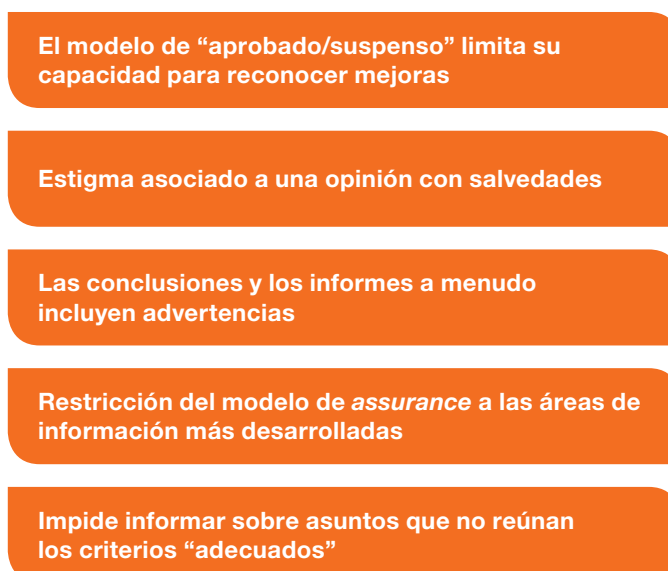 El modelo de “aprobado/suspenso” limita su
capacidad para reconocer mejoras
Estigma asociado a una opinión con salvedades
Las conclusiones y los informes a menudo
incluyen advertencias
Restricción del modelo de assurance a las áreas de
información más desarrolladas
Impide informar sobre asuntos que no reúnan
los criterios “adecuados”